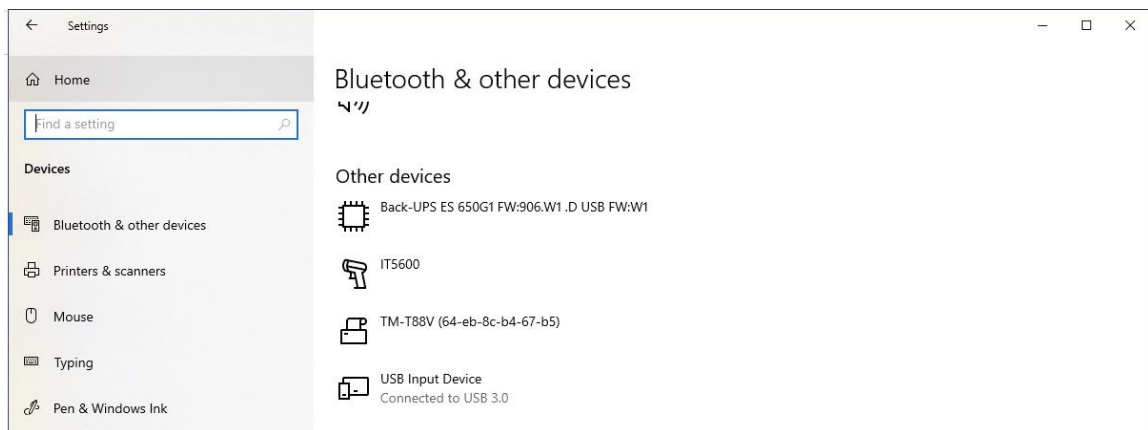 Settings
Home
Find a setting
Devices
Bluetooth & other devices
Printers & scanners
Mouse
Typing
Pen & Windows Ink
Bluetooth & other devices
Other devices
Back-UPS ES 650G1 FW:906.W1 .D USB FW:W1
IT5600
TM-T88V (64-eb-8c-b4-67-b5)
USB Input Device
Connected to USB 3.0